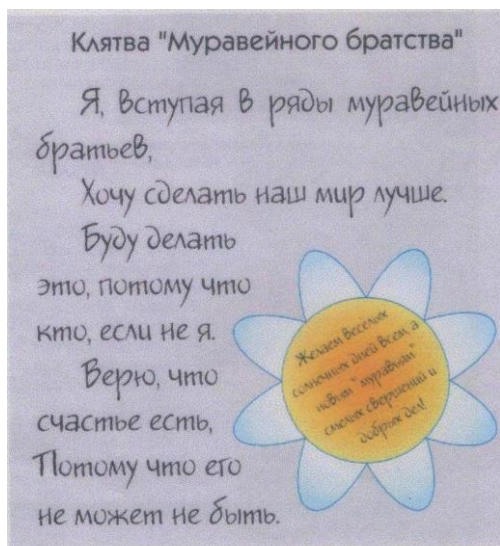 Клятва "Муравейного братства"
Я, вступая в ряды муравейных
братьев,
Хочу сделать наш мир лучше.
Буду делать
это, потому что
кто, если не я.
Верю, что
счастье есть,
Потому что его
не может не быть.
Желаем весёлых
солнечных дней всем, а
новым "муравьям"
смелых свершений и
добрых дел!